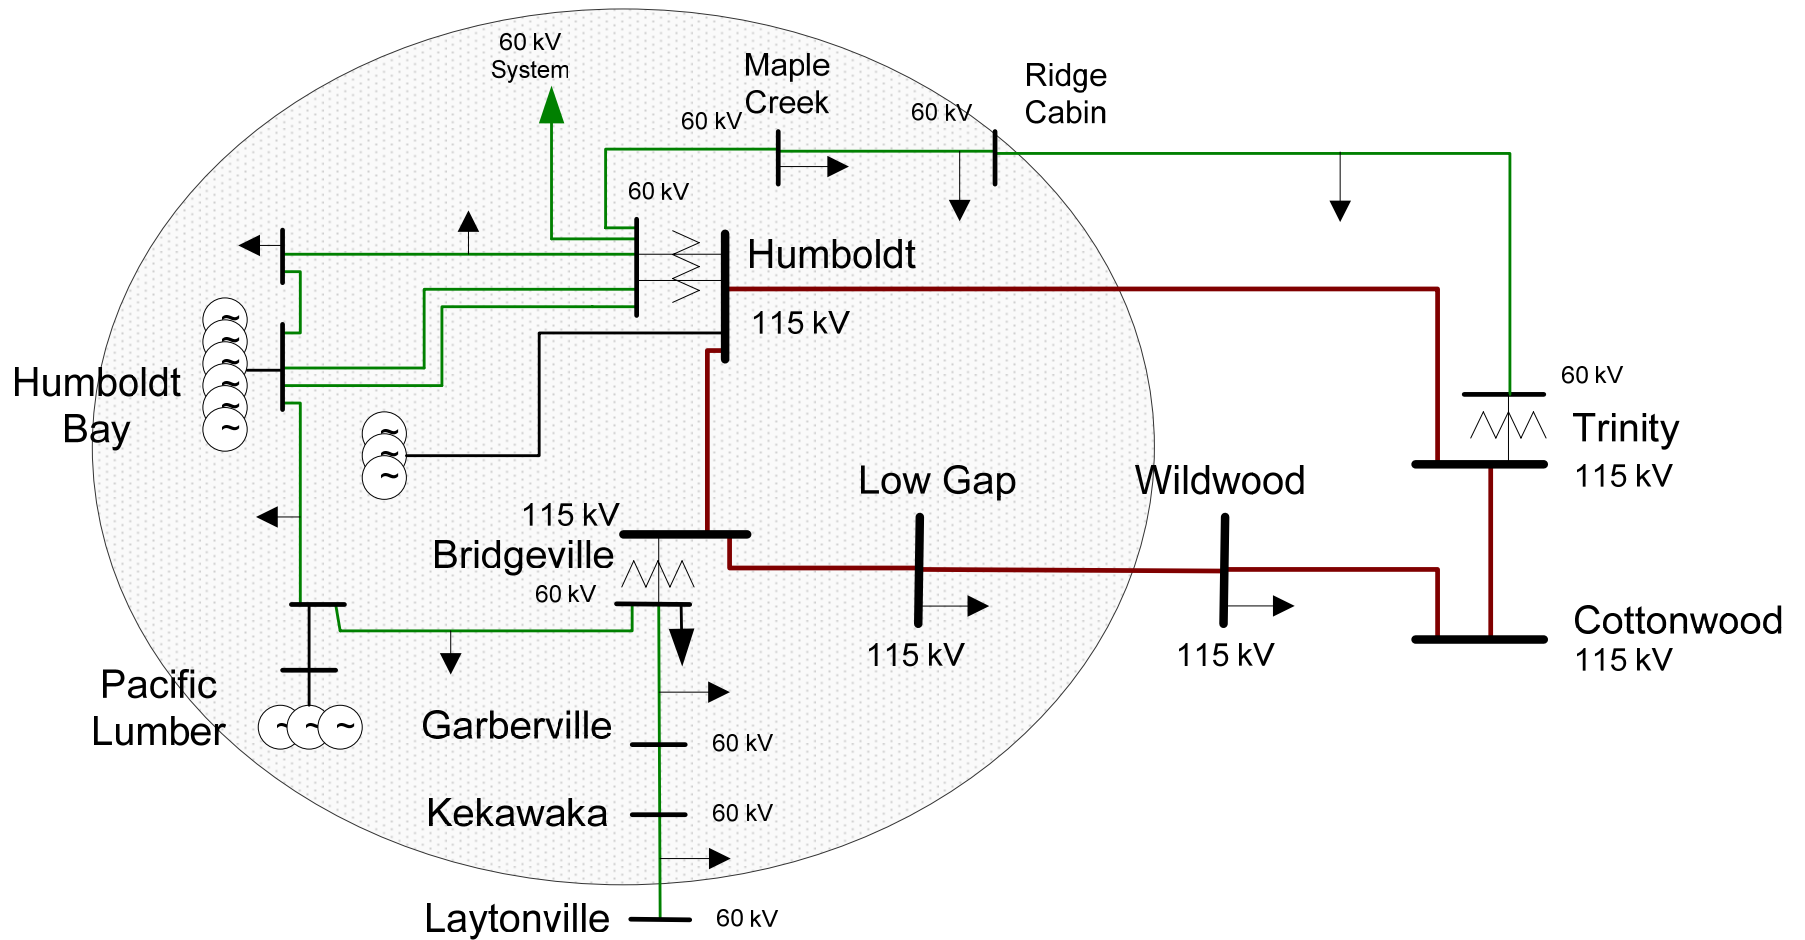 60 kV
System
Maple
Creek
60 kV
60 kV
Ridge
Cabin
60 kV
Humboldt
115 kV
Humboldt
Bay
60 kV
Trinity
115 kV
Low Gap
Wildwood
115 kV
Bridgeville
60 kV
115 kV
115 kV
Cottonwood
115 kV
Pacific
Lumber
Garberville
60 kV
Kekawaka
60 kV
Laytonville
60 kV
~
~
~
~
~
~
~
~
~
~
~
~